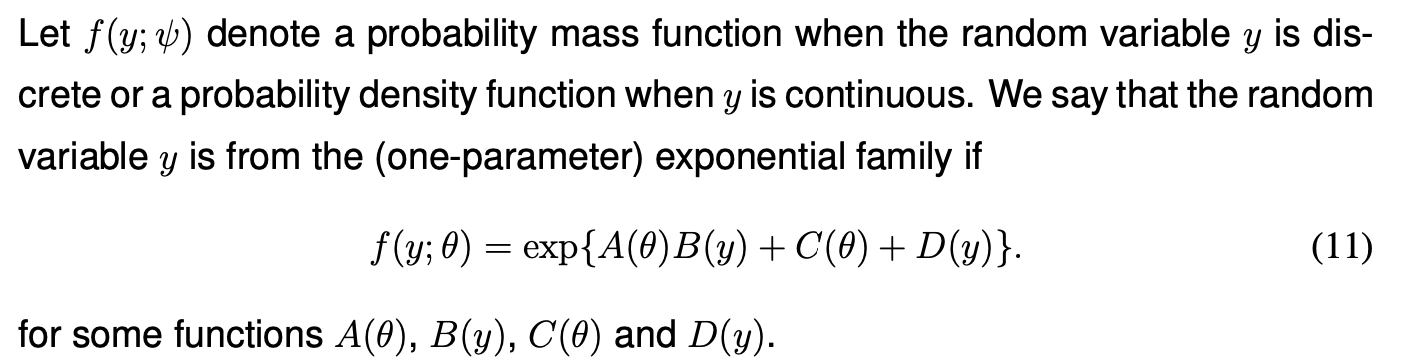 Let f(y; ψ) denote a probability mass function when the random variable y is dis-
crete or a probability density function when y is continuous. We say that the random
variable y is from the (one-parameter) exponential family if
f(y; θ) = exp{A(θ)B(y) + C(θ) + D(y)}. (11)
for some functions A(θ), B(y), C(θ) and D(y).